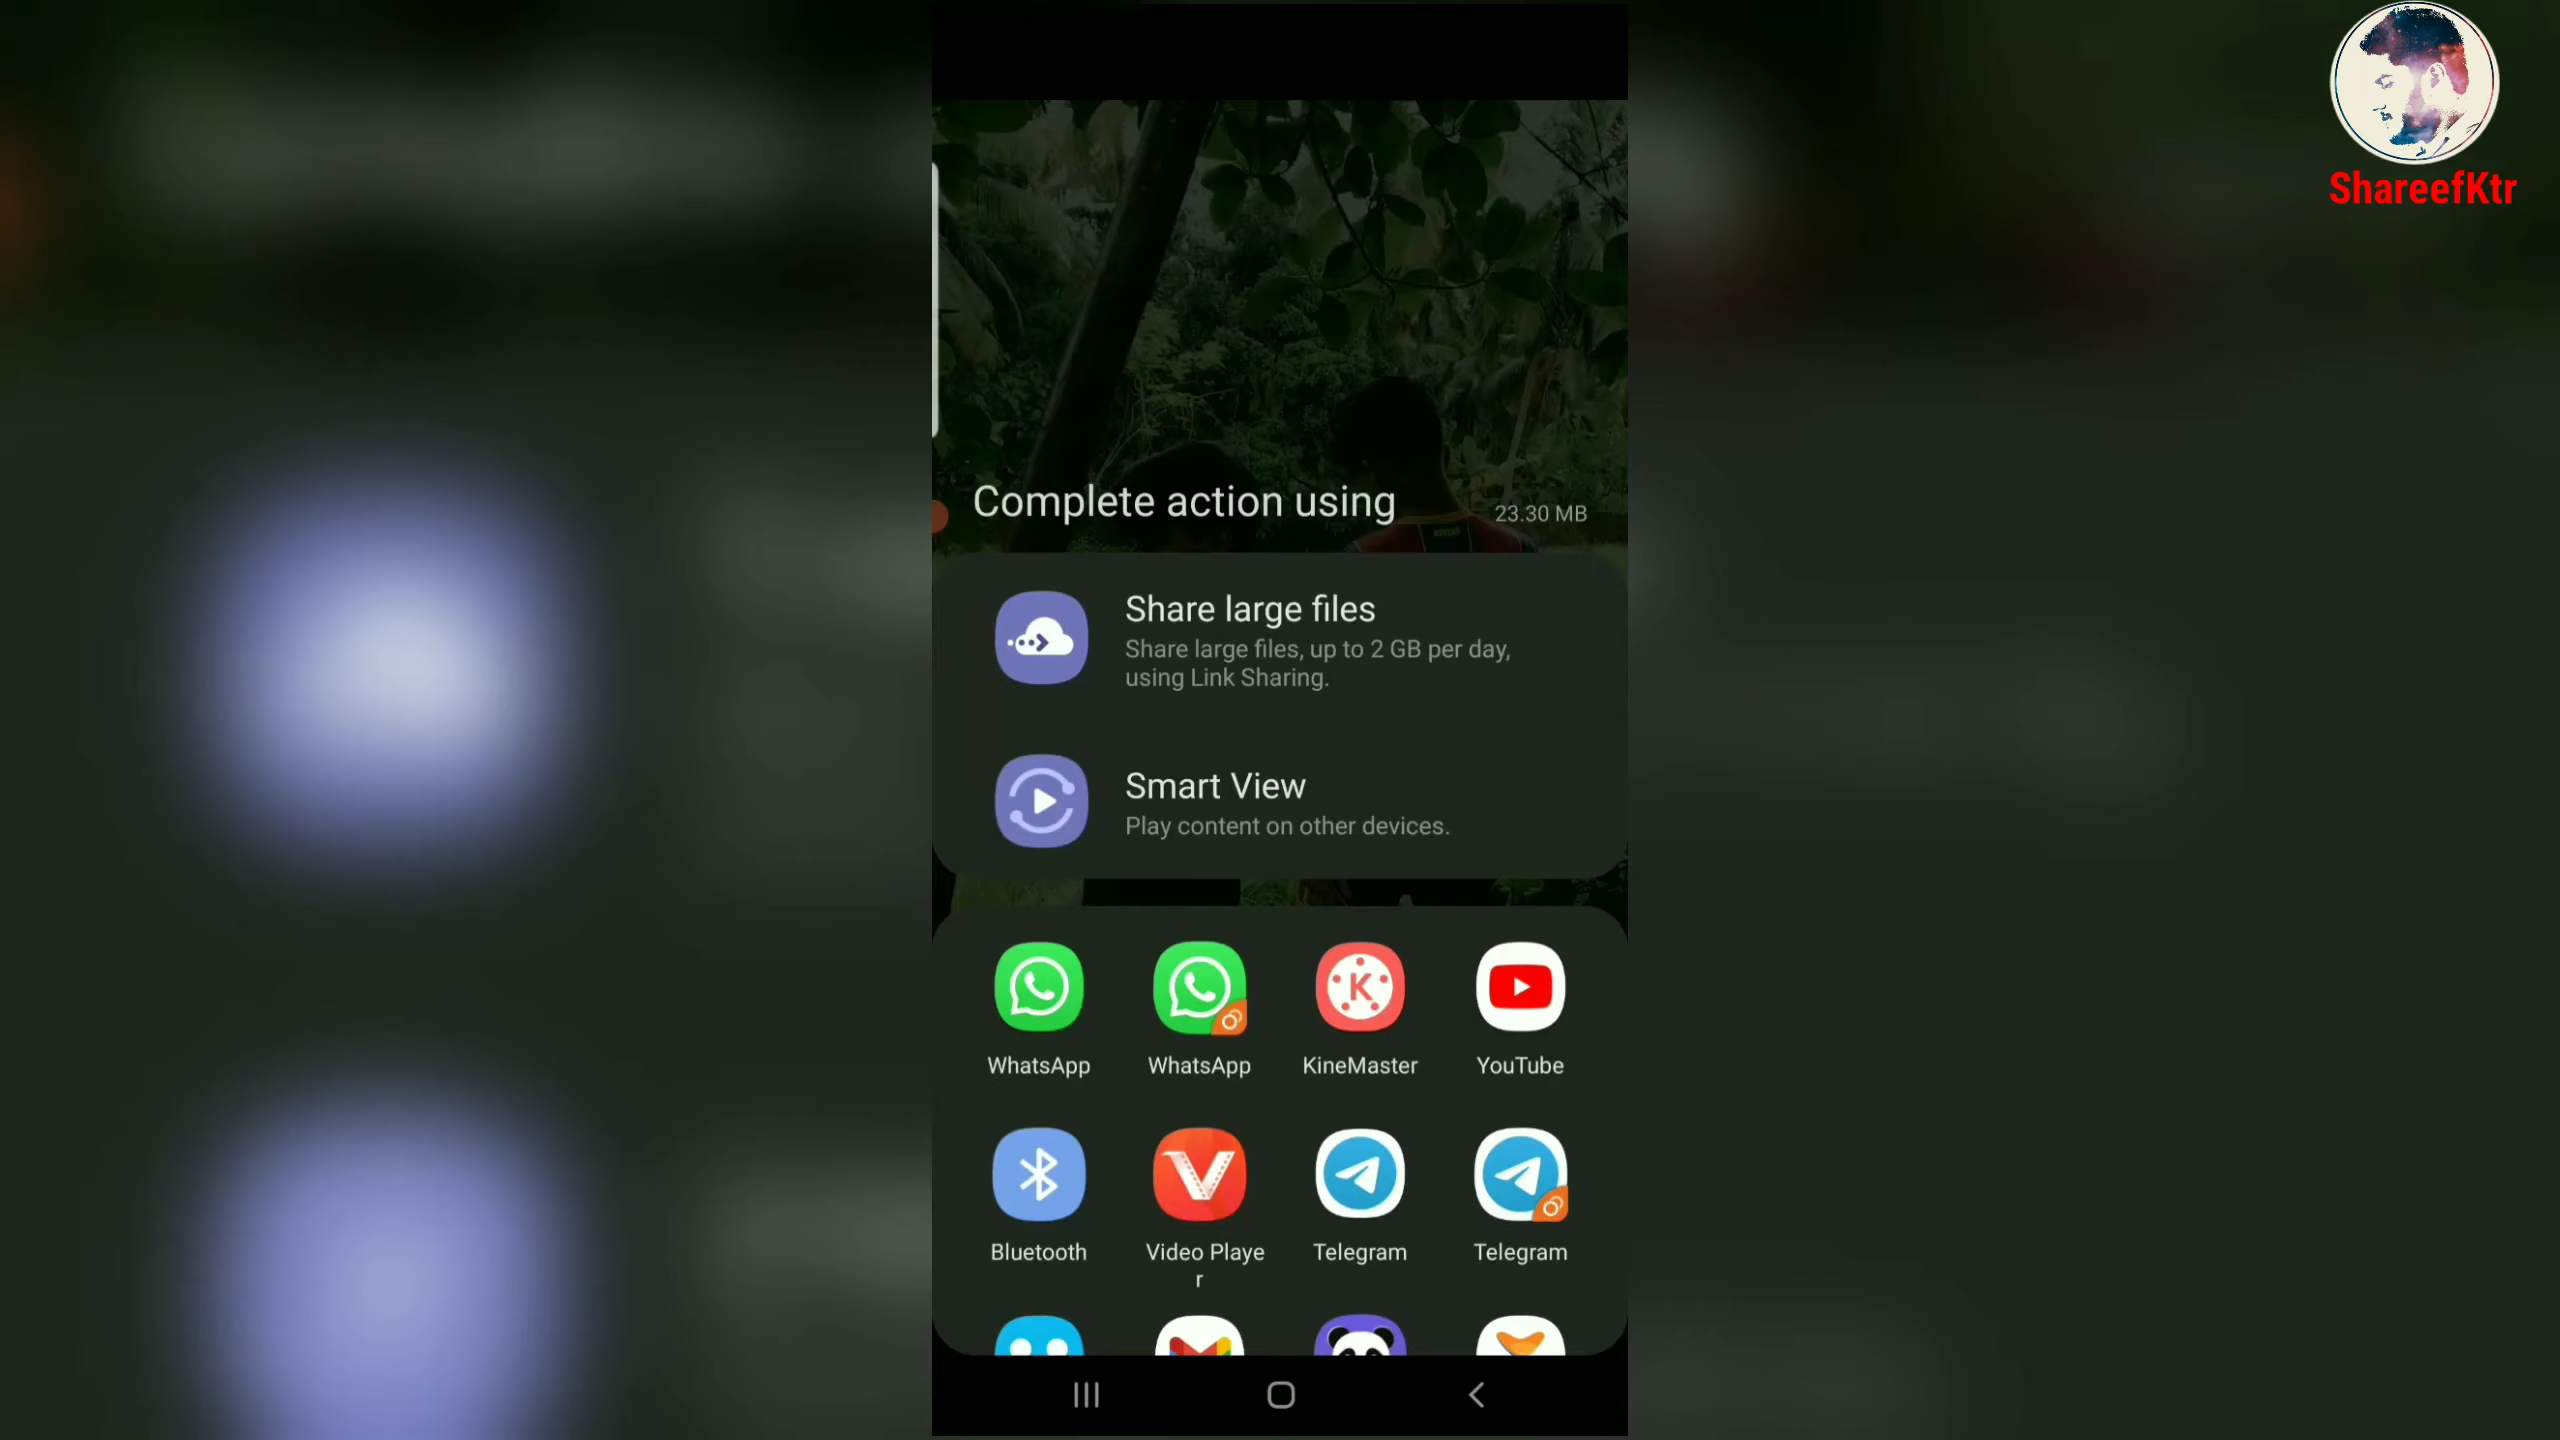 ShareefKtr
Complete action using
23.30 MB
Share large files
Share large files, up to 2 GB per day,
using Link Sharing.
Smart View
Play content on other devices.
WhatsApp
WhatsApp
KineMaster
YouTube
Bluetooth
Video Playe
r
Telegram
Telegram